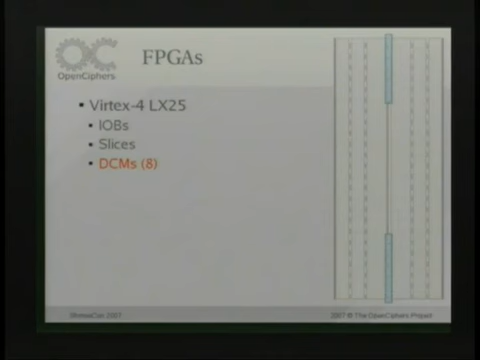 OpenCiphers
FPGAs
Virtex-4 LX25
IOBs
Slices
DCMs (8)
ShmooCon 2007
2007 © The OpenCiphers Project